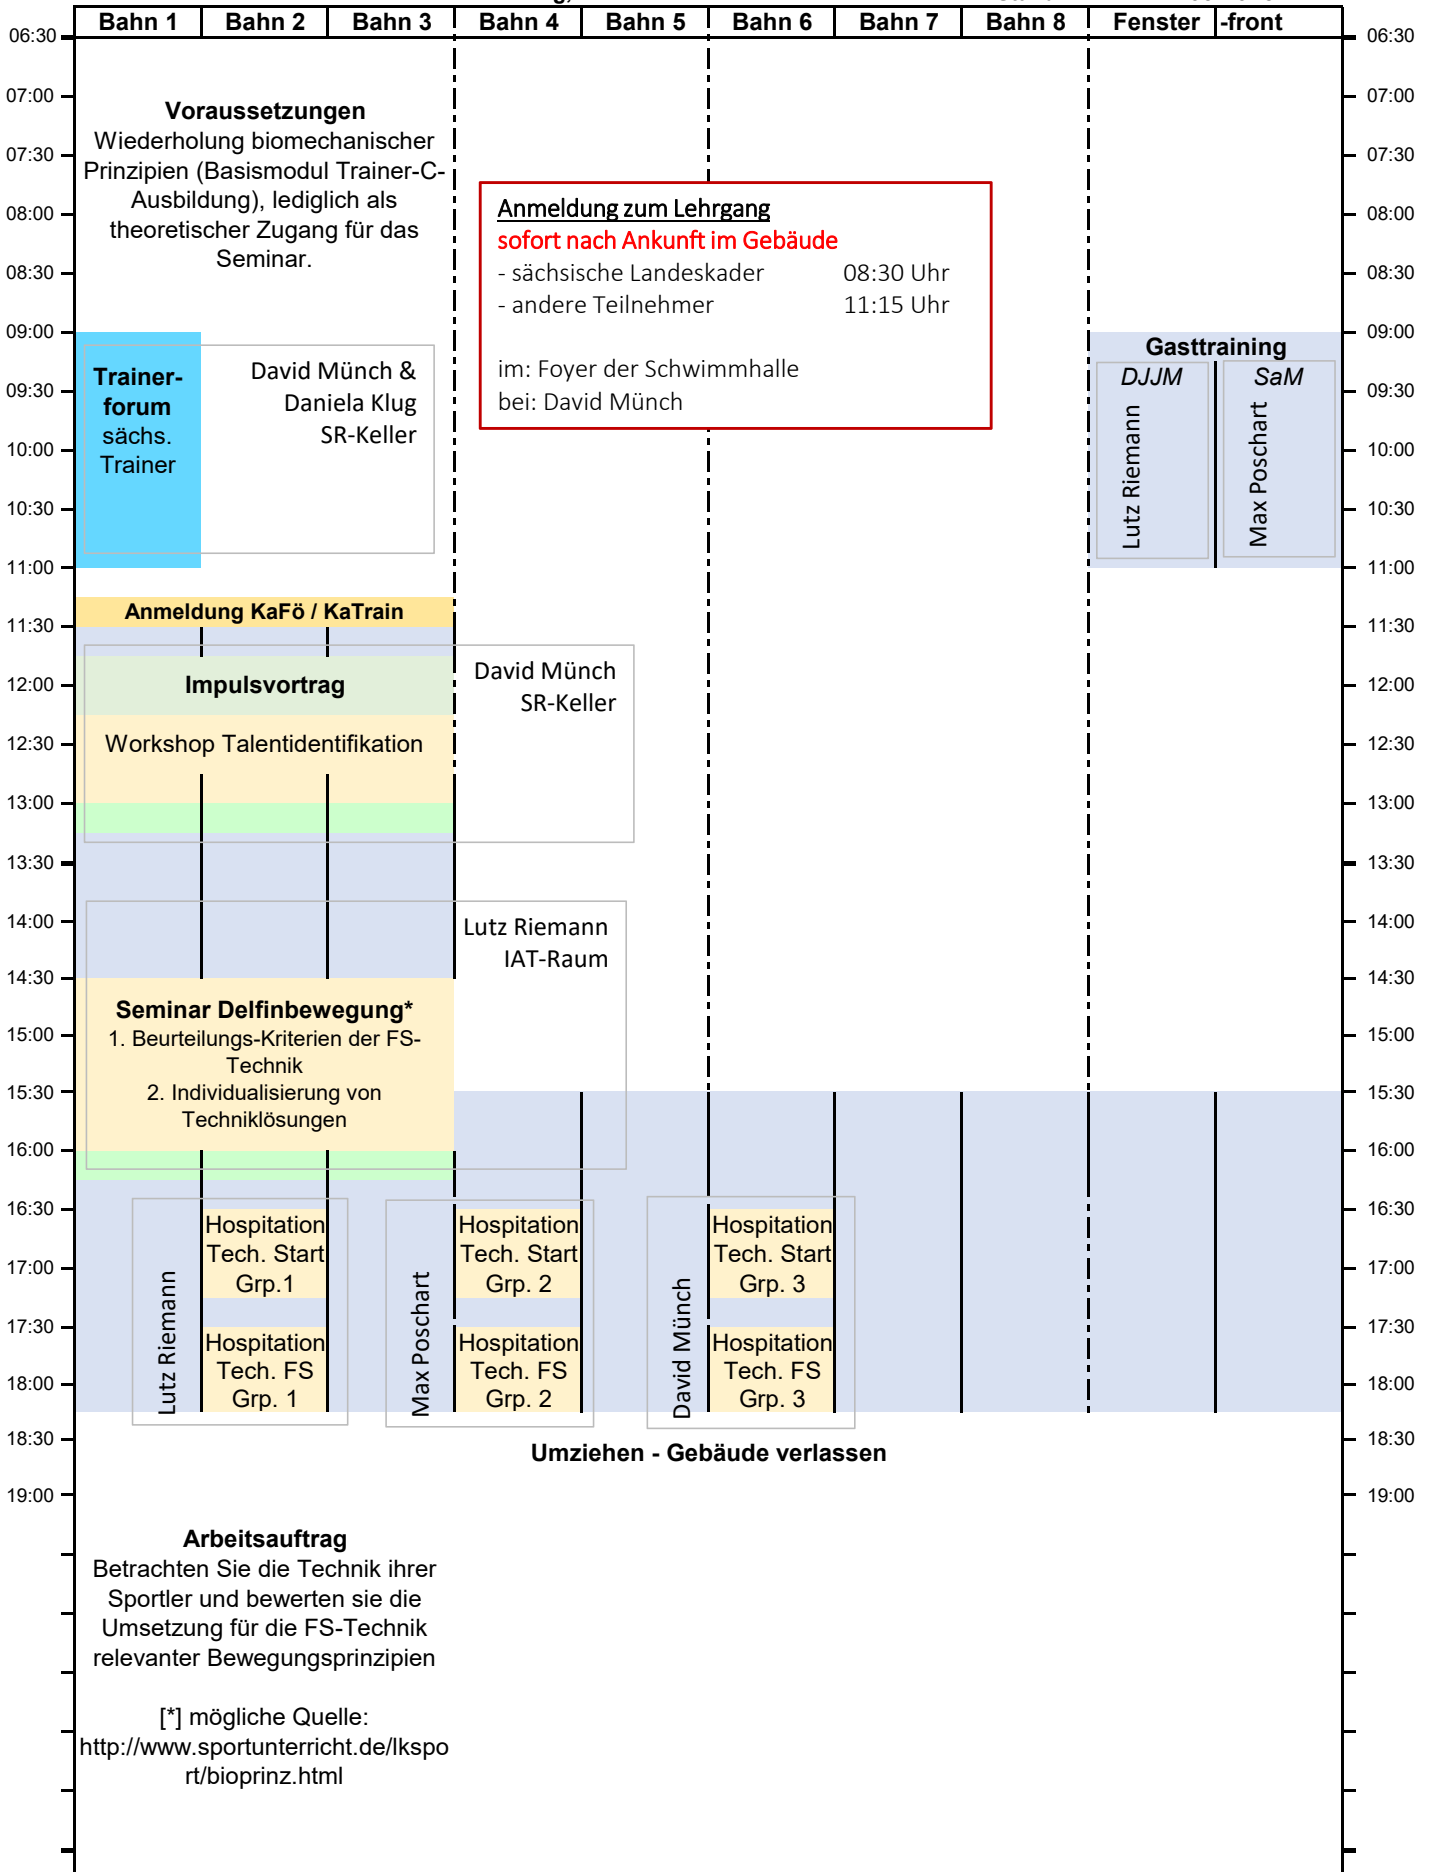 Bahn 1 Bahn 2 Bahn 3 Bahn 4 Bahn 5 Bahn 6 Bahn 7 Bahn 8 Fenster -front
06:30 06:30
07:00 07:00
07:30 07:30
08:00 08:00
08:30 08:30
09:00 09:00
09:30 09:30
10:00 10:00
10:30 10:30
11:00 11:00
11:30 11:30
12:00 12:00
12:30 12:30
13:00 13:00
13:30 13:30
14:00 14:00
14:30 14:30
15:00 15:00
15:30 15:30
16:00 16:00
16:30 16:30
17:00 17:00
17:30 17:30
18:00 18:00
18:30 18:30
19:00 19:00
Voraussetzungen
Wiederholung biomechanischer
Prinzipien (Basismodul Trainer-C-
Ausbildung), lediglich als
theoretischer Zugang für das
Seminar.
Anmeldung zum Lehrgang
sofort nach Ankunft im Gebäude
- sächsische Landeskader 08:30 Uhr
- andere Teilnehmer 11:15 Uhr
im: Foyer der Schwimmhalle
bei: David Münch
Trainer-
forum
sächs.
Trainer
David Münch &
Daniela Klug
SR-Keller
Gasttraining
DJJM SaM
Lutz Riemann
Max Poschart
Anmeldung KaFö / KaTrain
Impulsvortrag
David Münch
SR-Keller
Workshop Talentidentifikation
Lutz Riemann
IAT-Raum
Seminar Delfinbewegung*
1. Beurteilungs-Kriterien der FS-
Technik
2. Individualisierung von
Techniklösungen
Lutz Riemann
Hospitation
Tech. Start
Grp.1
Hospitation
Tech. FS
Grp. 1
Max Poschart
Hospitation
Tech. Start
Grp. 2
Hospitation
Tech. FS
Grp. 2
David Münch
Hospitation
Tech. Start
Grp. 3
Hospitation
Tech. FS
Grp. 3
Umziehen - Gebäude verlassen
Arbeitsauftrag
Betrachten Sie die Technik ihrer
Sportler und bewerten sie die
Umsetzung für die FS-Technik
relevanter Bewegungsprinzipien
[*] mögliche Quelle:
http://www.sportunterricht.de/lkspo
rt/bioprinz.html